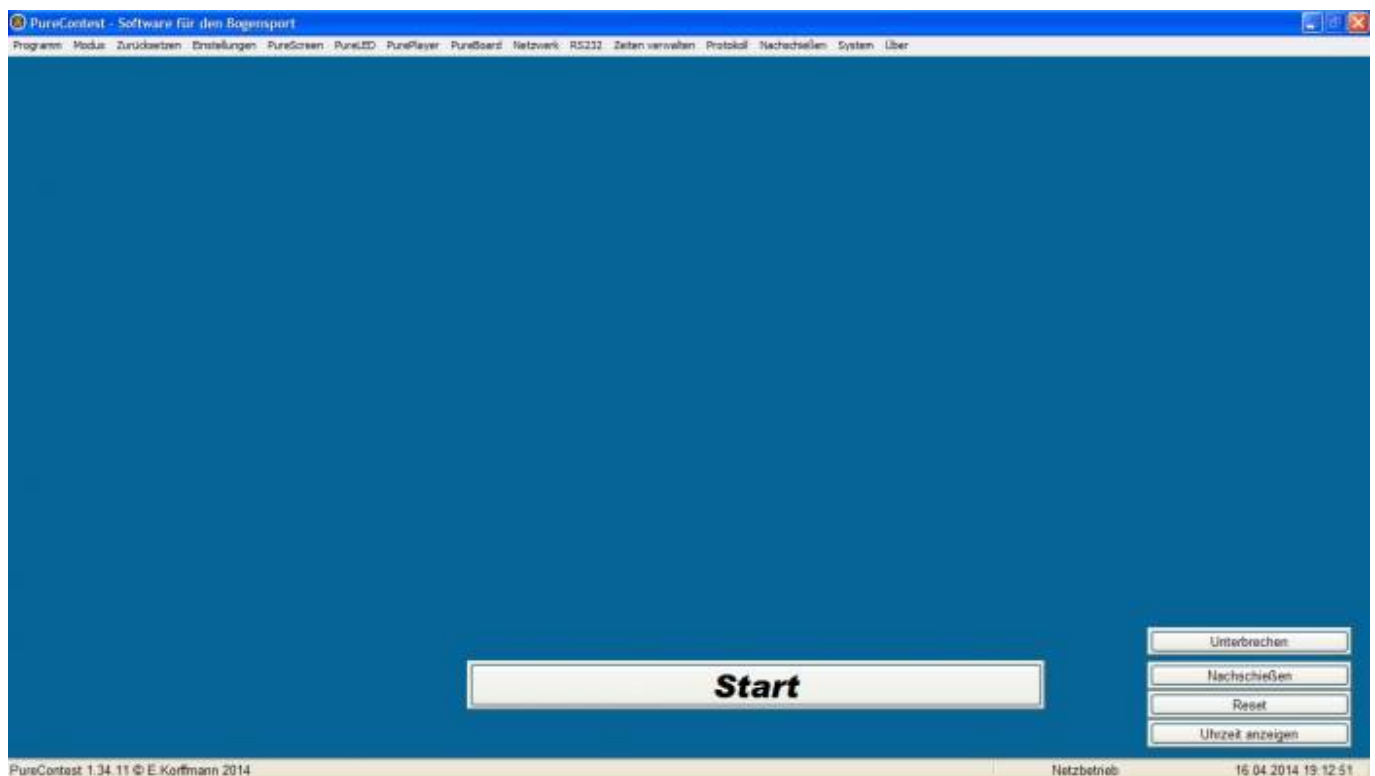 PureContest - Software für den Bogensport
Programm Modus Zurücksetzen Einstellungen PureScreen PureLED PurePlayer PureBoard Netzwerk RS232 Zeiten verwalten Protokoll Nachschießen System Über
Unterbrechen
Start
Nachschießen
Reset
Uhrzeit anzeigen
PureContest 1.34.11 © E.Korffmann 2014 Netzbetrieb 16.04.2014 19:12:51